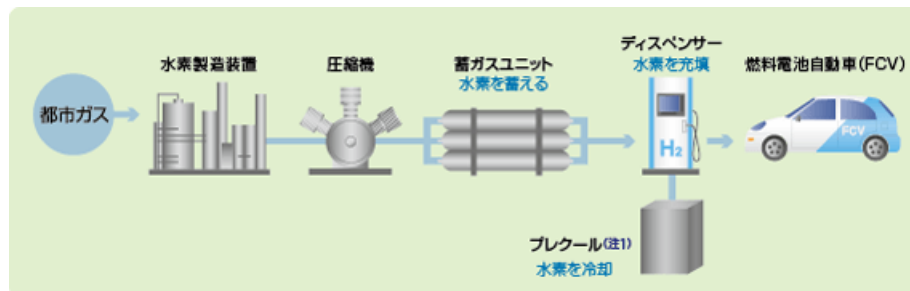 都市ガス
水素製造装置
圧縮機
蓄ガスユニット
水素を蓄える
ディスペンサー
水素を充填
H2
プレクール(注1)
水素を冷却
燃料電池自動車(FCV)
FCV